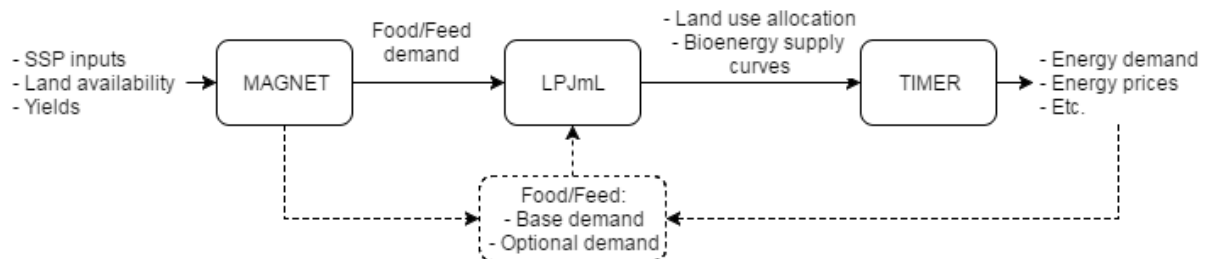 - SSP inputs
- Land availability
- Yields
MAGNET
Food/Feed
demand
LPJmL
- Land use allocation
- Bioenergy supply
curves
TIMER
- Energy demand
- Energy prices
- Etc.
Food/Feed:
- Base demand
- Optional demand